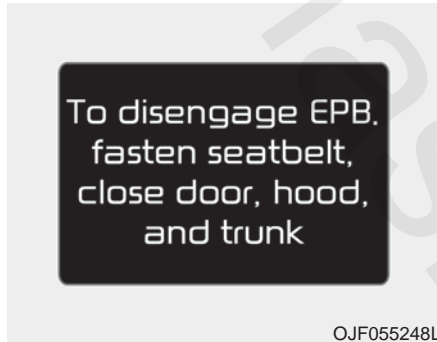 To disengage EPB,
fasten seatbelt,
close door, hood,
and trunk
OJF055248L